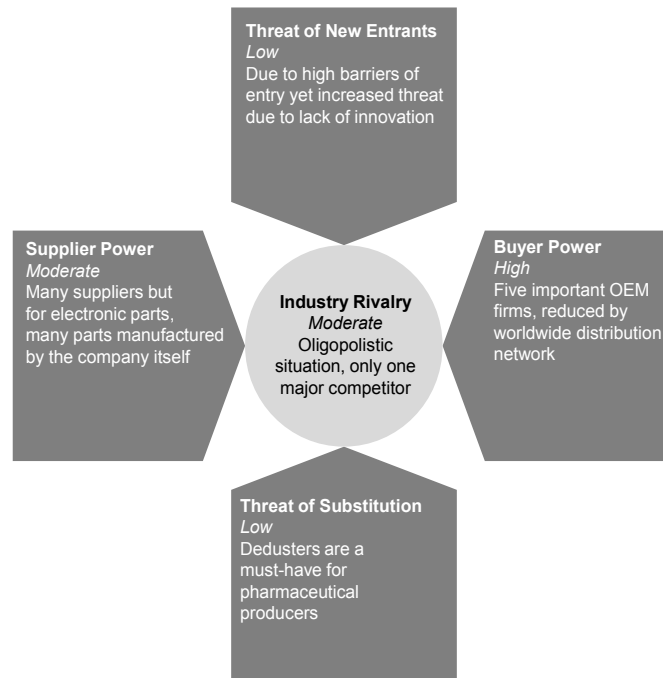 Threat of New Entrants
Low
Due to high barriers of
entry yet increased threat
due to lack of innovation
Supplier Power
Moderate
Many suppliers but
for electronic parts,
many parts manufactured
by the company itself
Industry Rivalry
Moderate
Oligopolistic
situation, only one
major competitor
Buyer Power
High
Five important OEM
firms, reduced by
worldwide distribution
network
Threat of Substitution
Low
Dedusters are a
must-have for
pharmaceutical
producers